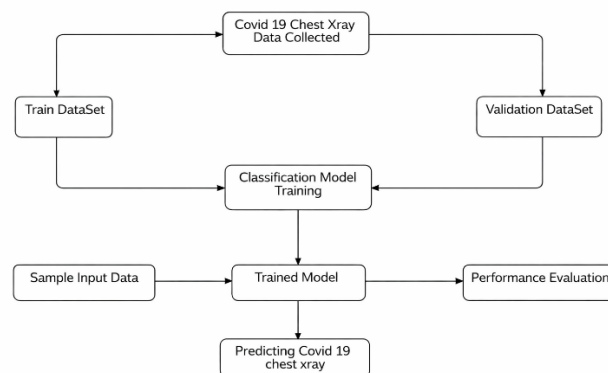 Covid 19 Chest Xray
Data Collected
Train DataSet
Validation DataSet
Classification Model
Training
Sample Input Data
Trained Model
Performance Evaluation
Predicting Covid 19
chest xray